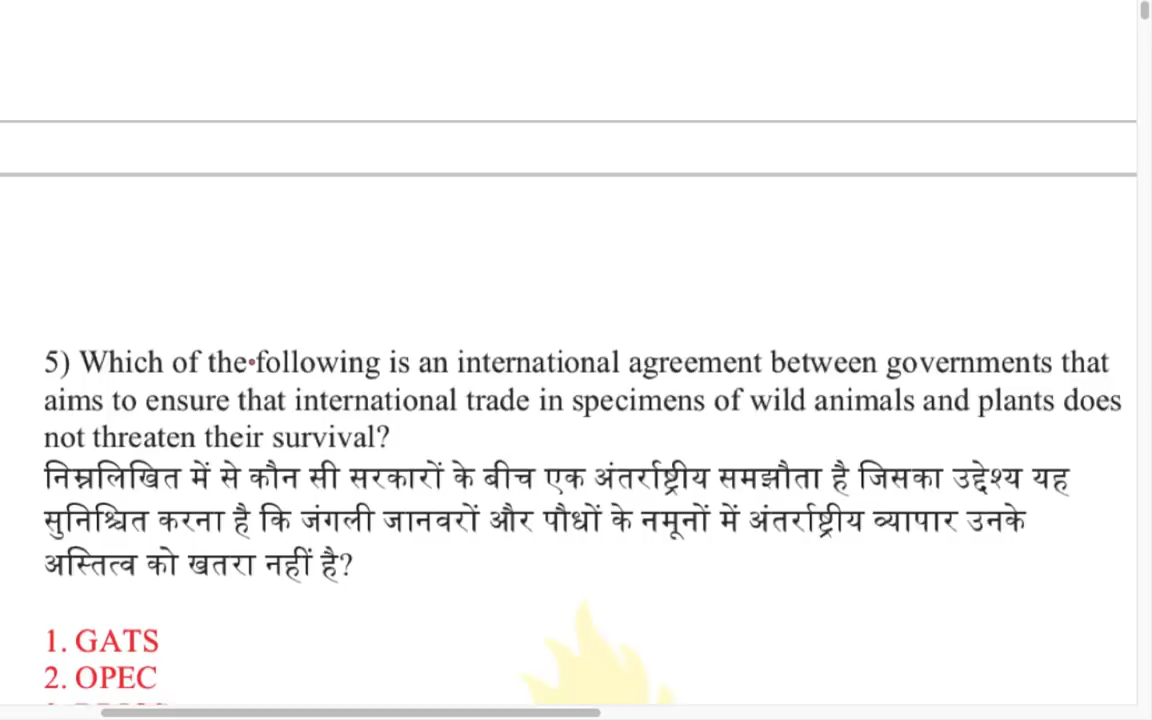 5) Which of the following is an international agreement between governments that
aims to ensure that international trade in specimens of wild animals and plants does
not threaten their survival?
निम्नलिखित में से कौन सी सरकारों के बीच एक अंतर्राष्ट्रीय समझौता है जिसका उद्देश्य यह
सुनिश्चित करना है कि जंगली जानवरों और पौधों के नमूनों में अंतर्राष्ट्रीय व्यापार उनके
अस्तित्व को खतरा नहीं है?
1. GATS
2. OPEC